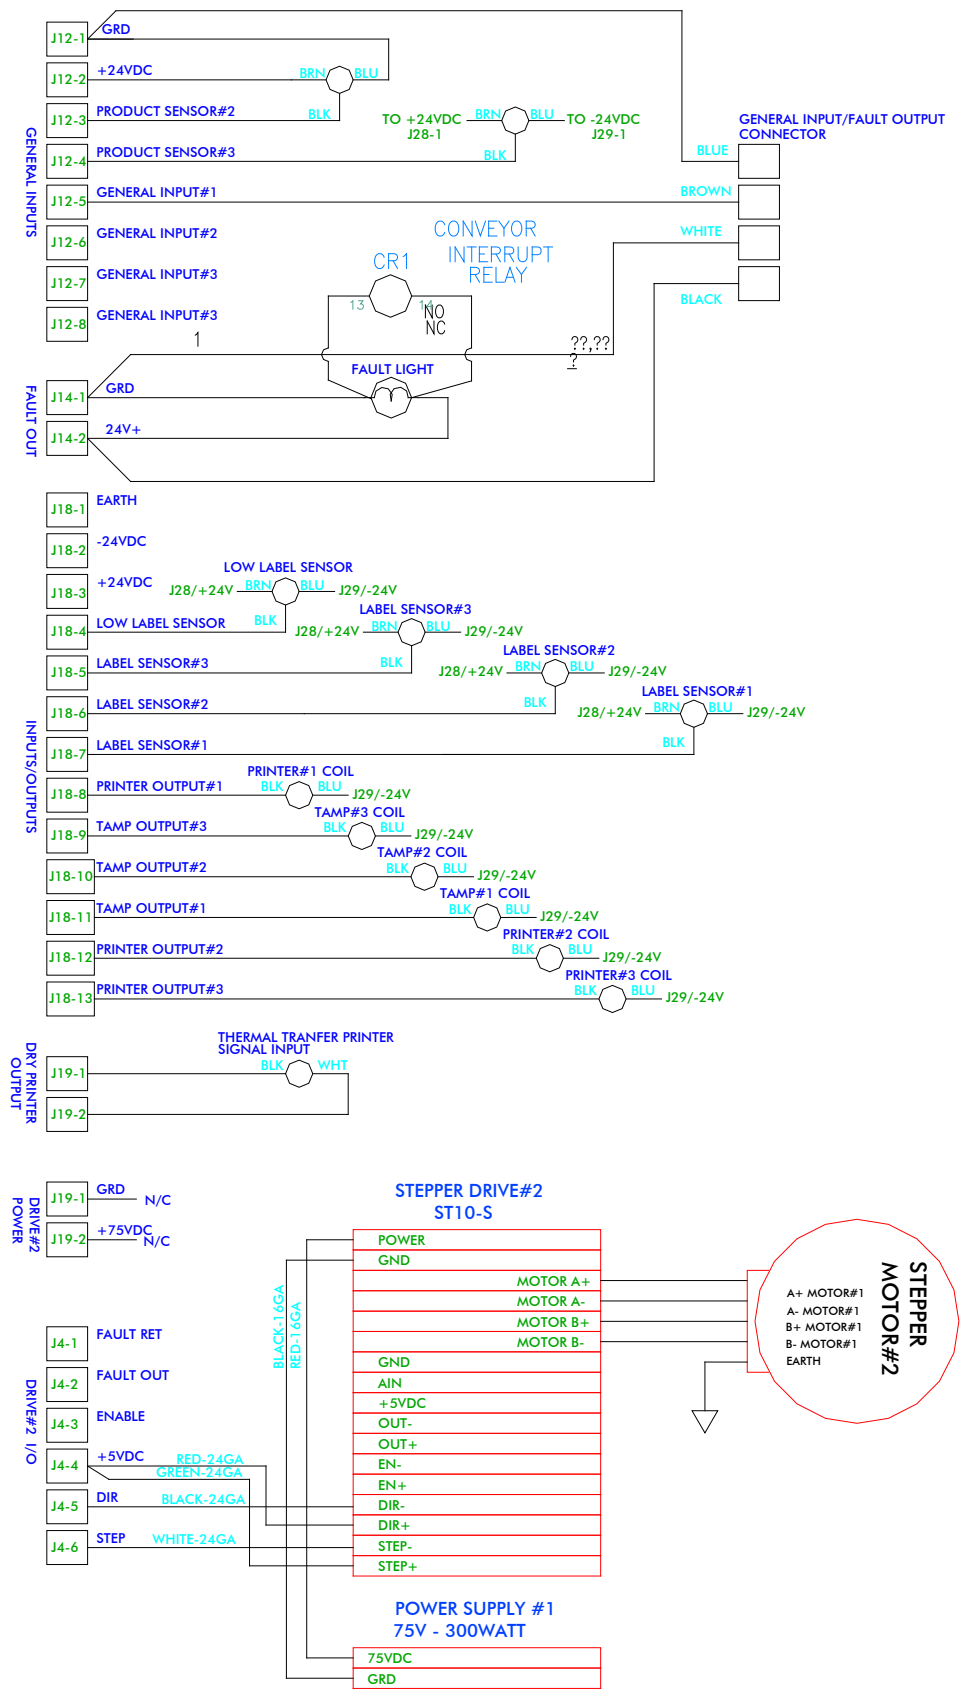 GENERAL INPUTS
J12-1 GRD
J12-2 +24VDC BRN BLU
J12-3 PRODUCT SENSOR#2 BLK
TO +24VDC BRN BLU TO -24VDC
J28-1 J29-1
J12-4 PRODUCT SENSOR#3 BLK
J12-5 GENERAL INPUT#1
J12-6 GENERAL INPUT#2
J12-7 GENERAL INPUT#3
J12-8 GENERAL INPUT#3
GENERAL INPUT/FAULT OUTPUT
CONNECTOR
BLUE
BROWN
WHITE
BLACK
CONVEYOR
INTERRUPT
RELAY
CR1
13 14
NO
NC
1
??,??
?
FAULT LIGHT
FAULT OUT
J14-1 GRD
J14-2 24V+
INPUTS/OUTPUTS
J18-1 EARTH
J18-2 -24VDC
J18-3 +24VDC
LOW LABEL SENSOR
J28/+24V BRN BLU J29/-24V
J18-4 LOW LABEL SENSOR BLK
LABEL SENSOR#3
J28/+24V BRN BLU J29/-24V
J18-5 LABEL SENSOR#3 BLK
LABEL SENSOR#2
J28/+24V BRN BLU J29/-24V
J18-6 LABEL SENSOR#2 BLK
LABEL SENSOR#1
J28/+24V BRN BLU J29/-24V
J18-7 LABEL SENSOR#1 BLK
PRINTER#1 COIL
J18-8 PRINTER OUTPUT#1 BLK BLU J29/-24V
TAMP#3 COIL
J18-9 TAMP OUTPUT#3 BLK BLU J29/-24V
TAMP#2 COIL
J18-10 TAMP OUTPUT#2 BLK BLU J29/-24V
TAMP#1 COIL
J18-11 TAMP OUTPUT#1 BLK BLU J29/-24V
PRINTER#2 COIL
J18-12 PRINTER OUTPUT#2 BLK BLU J29/-24V
PRINTER#3 COIL
J18-13 PRINTER OUTPUT#3 BLK BLU J29/-24V
DRY PRINTER
OUTPUT
THERMAL TRANFER PRINTER
SIGNAL INPUT
J19-1 BLK WHT
J19-2
DRIVE#2
POWER
J19-1 GRD N/C
J19-2 +75VDC N/C
DRIVE#2 I/O
J4-1 FAULT RET
J4-2 FAULT OUT
J4-3 ENABLE
J4-4 +5VDC RED-24GA
GREEN-24GA
J4-5 DIR BLACK-24GA
J4-6 STEP WHITE-24GA
BLACK-16GA
RED-16GA
STEPPER DRIVE#2
ST10-S
POWER
GND
MOTOR A+
MOTOR A-
MOTOR B+
MOTOR B-
GND
AIN
+5VDC
OUT-
OUT+
EN-
EN+
DIR-
DIR+
STEP-
STEP+
STEPPER
MOTOR#2
A+ MOTOR#1
A- MOTOR#1
B+ MOTOR#1
B- MOTOR#1
EARTH
POWER SUPPLY #1
75V - 300WATT
75VDC
GRD